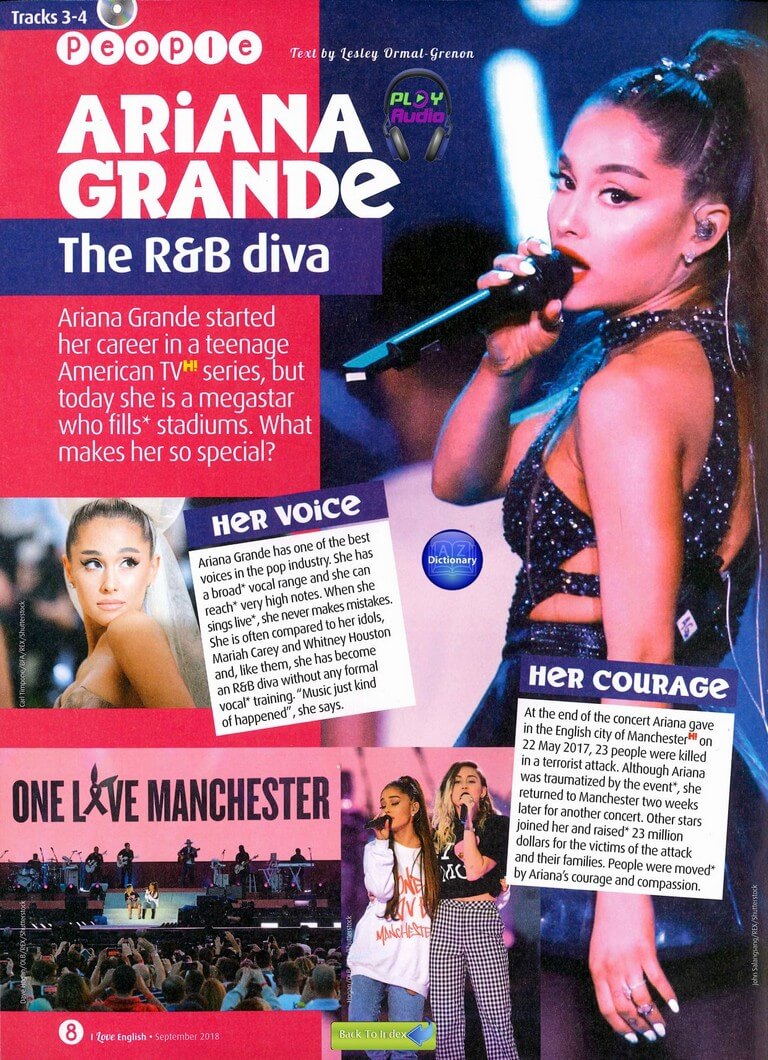 Tracks 3-4
People
Text by Lesley Ormal-Grenon
PLAY
Audio
ARiANA
GRANDe
The R&B diva
Ariana Grande started
her career in a teenage
American TVH! series, but
today she is a megastar
who fills* stadiums. What
makes her so special?
Her voice
Ariana Grande has one of the best
voices in the pop industry. She has
a broad* vocal range and she can
reach* very high notes. When she
sings live*, she never makes mistakes.
She is often compared to her idols,
Mariah Carey and Whitney Houston
and, like them, she has become
an R&B diva without any formal
vocal* training. “Music just kind
of happened”, she says.
A Z
Dictionary
Her courage
At the end of the concert Ariana gave
in the English city of ManchesterH! on
22 May 2017, 23 people were killed
in a terrorist attack. Although Ariana
was traumatized by the event*, she
returned to Manchester two weeks
later for another concert. Other stars
joined her and raised* 23 million
dollars for the victims of the attack
and their families. People were moved*
by Ariana's courage and compassion.
ONE LOVE MANCHESTER
MANCHESTE
8
I Love English • September 2018
Back To Index